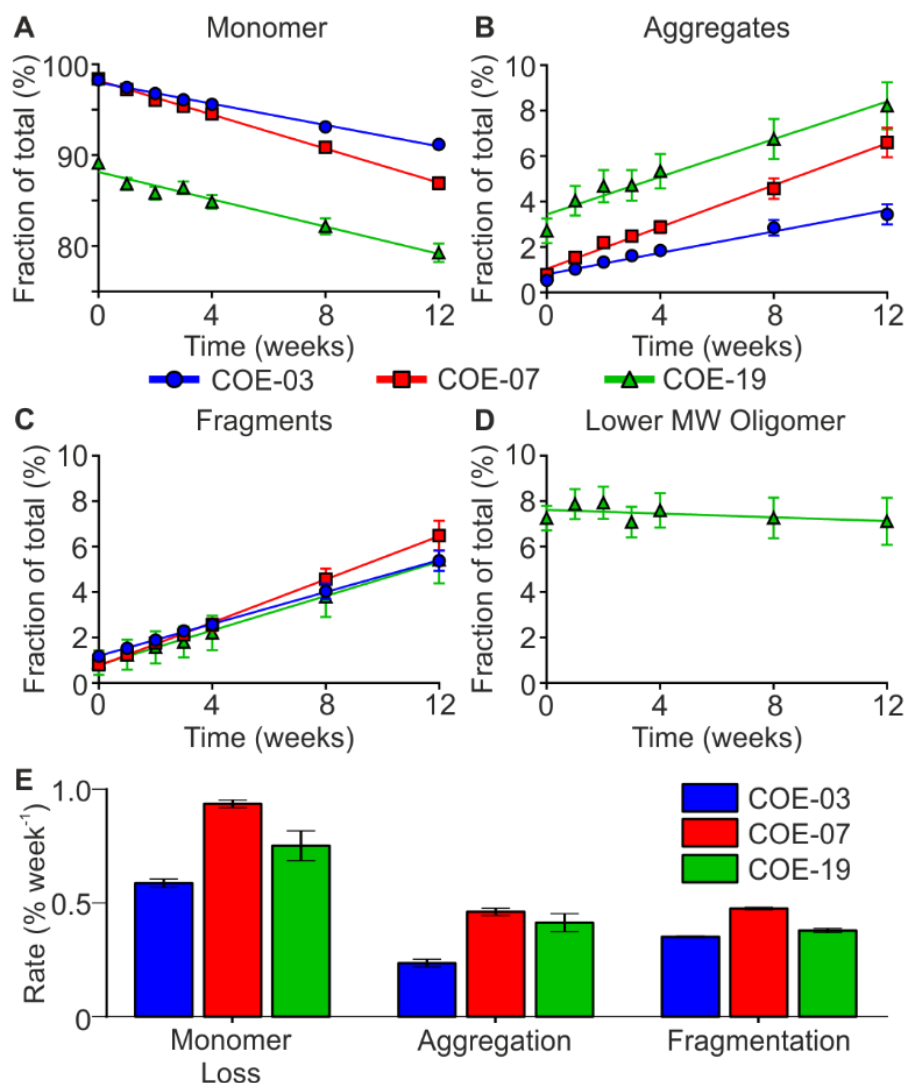 A Monomer
Fraction of total (%)
100
90
80
0 4 8 12
Time (weeks)
B Aggregates
Fraction of total (%)
10
8
6
4
2
0
0 4 8 12
Time (weeks)
COE-03 COE-07 COE-19
C Fragments
Fraction of total (%)
10
8
6
4
2
0
0 4 8 12
Time (weeks)
D Lower MW Oligomer
Fraction of total (%)
10
8
6
4
2
0
0 4 8 12
Time (weeks)
E
Rate (% week⁻¹)
1.0
0.5
0
COE-03
COE-07
COE-19
Monomer
Loss
Aggregation
Fragmentation